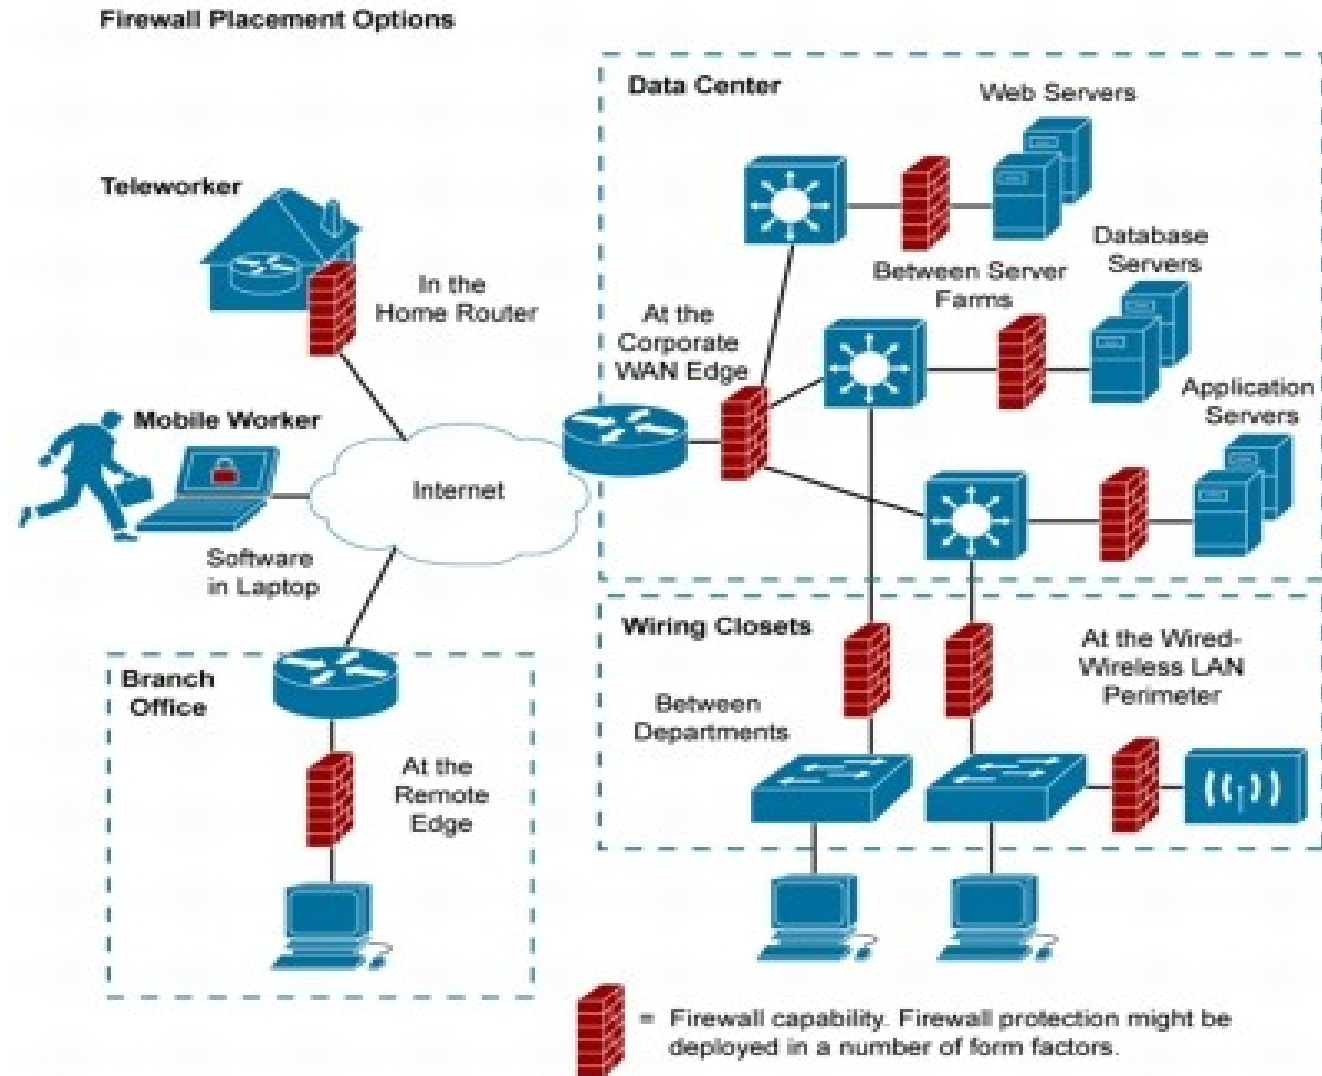 Firewall Placement Options
Data Center
Web Servers
Teleworker
In the
Home Router
At the
Corporate
WAN Edge
Between Server
Farms
Database
Servers
Application
Servers
Mobile Worker
Internet
Software
in Laptop
Branch
Office
At the
Remote
Edge
Wiring Closets
Between
Departments
At the Wired-
Wireless LAN
Perimeter
= Firewall capability. Firewall protection might be
deployed in a number of form factors.